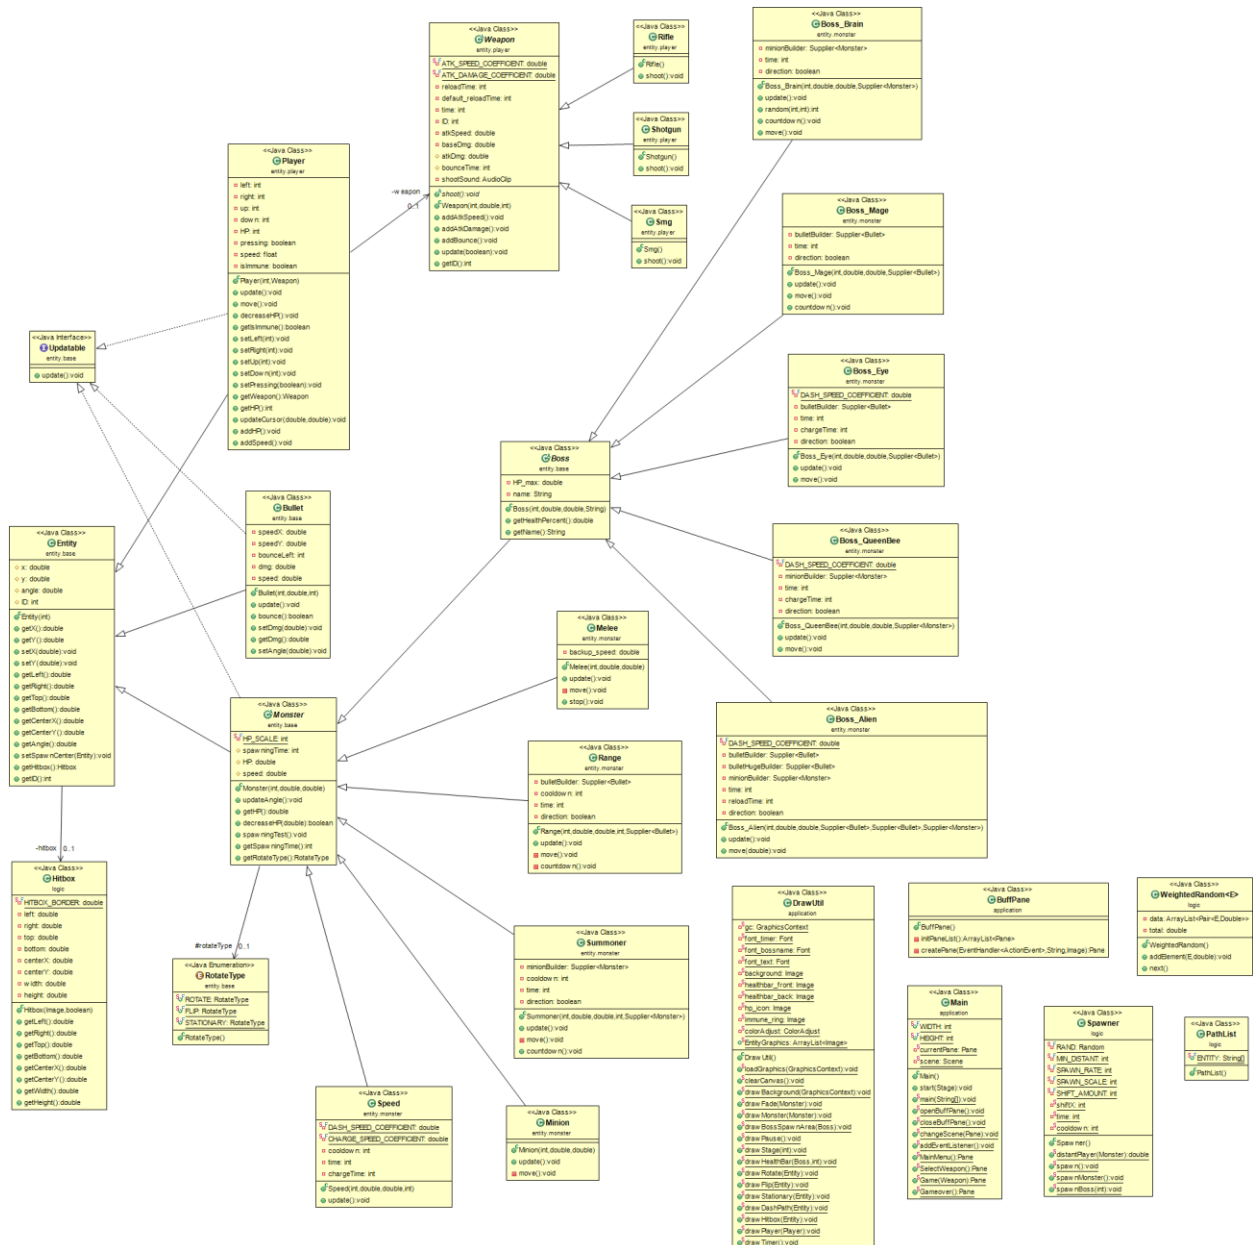 <<Java Class>>
Weapon
entity.player
ATK_SPEED_COEFFICIENT: double
ATK_DAMAGE_COEFFICIENT: double
reloadTime: int
default_reloadTime: int
time: int
ID: int
atkSpeed: double
baseDmg: double
atkDmg: double
bounceTime: int
shootSound: AudioClip
shoot():void
Weapon(int,double,int)
addAtkSpeed():void
addAtkDamage():void
addBounce():void
update(boolean):void
getID():int
<<Java Class>>
Rifle
entity.player
Rifle()
shoot():void
<<Java Class>>
Shotgun
entity.player
Shotgun()
shoot():void
<<Java Class>>
Smg
entity.player
Smg()
shoot():void
<<Java Class>>
Boss_Brain
entity.monster
minionBuilder: Supplier<Monster>
time: int
direction: boolean
Boss_Brain(int,double,double,Supplier<Monster>)
update():void
random(int,int):int
countdown():void
move():void
<<Java Class>>
Boss_Mage
entity.monster
bulletBuilder: Supplier<Bullet>
time: int
direction: boolean
Boss_Mage(int,double,double,Supplier<Bullet>)
update():void
move():void
countdown():void
<<Java Class>>
Boss_Eye
entity.monster
DASH_SPEED_COEFFICIENT: double
bulletBuilder: Supplier<Bullet>
time: int
chargeTime: int
direction: boolean
Boss_Eye(int,double,double,Supplier<Bullet>)
update():void
move():void
<<Java Class>>
Player
entity.player
left: int
right: int
up: int
down: int
HP: int
pressing: boolean
speed: float
isImmune: boolean
Player(int,Weapon)
update():void
move():void
decreaseHP():void
getIsImmune():boolean
setLeft(int):void
setRight(int):void
setUp(int):void
setDown(int):void
setPressing(boolean):void
getWeapon():Weapon
getHP():int
updateCursor(double,double):void
addHP():void
addSpeed():void
-weapon
0..1
<<Java Interface>>
Updatable
entity.base
update():void
<<Java Class>>
Boss
entity.base
HP_max: double
name: String
Boss(int,double,double,String)
getHealthPercent():double
getName():String
<<Java Class>>
Bullet
entity.base
speedX: double
speedY: double
bounceLeft: int
dmg: double
speed: double
Bullet(int,double,int)
update():void
bounce():boolean
setDmg(double):void
getDmg():double
setAngle(double):void
<<Java Class>>
Entity
entity.base
x: double
y: double
angle: double
ID: int
Entity(int)
getX():double
getY():double
setX(double):void
setY(double):void
getLeft():double
getRight():double
getTop():double
getBottom():double
getCenterX():double
getCenterY():double
getAngle():double
setSpawnCenter(Entity):void
getHitbox():Hitbox
getID():int
-hitbox
0..1
<<Java Class>>
Boss_QueenBee
entity.monster
DASH_SPEED_COEFFICIENT: double
minionBuilder: Supplier<Monster>
time: int
chargeTime: int
direction: boolean
Boss_QueenBee(int,double,double,Supplier<Monster>)
update():void
move():void
<<Java Class>>
Melee
entity.monster
backup_speed: double
Melee(int,double,double)
update():void
move():void
stop():void
<<Java Class>>
Monster
entity.base
HP_SCALE: int
spawningTime: int
HP: double
speed: double
Monster(int,double,double)
updateAngle():void
getHP():double
decreaseHP(double):boolean
spawningTest():void
getSpawningTime():int
getRotateType():RotateType
#rotateType
0..1
<<Java Class>>
Boss_Alien
entity.monster
DASH_SPEED_COEFFICIENT: double
bulletBuilder: Supplier<Bullet>
bulletHugeBuilder: Supplier<Bullet>
minionBuilder: Supplier<Monster>
time: int
reloadTime: int
direction: boolean
Boss_Alien(int,double,double,Supplier<Bullet>,Supplier<Bullet>,Supplier<Monster>)
update():void
move(double):void
<<Java Class>>
Range
entity.monster
bulletBuilder: Supplier<Bullet>
cooldown: int
time: int
direction: boolean
Range(int,double,double,int,Supplier<Bullet>)
update():void
move():void
countdown():void
<<Java Class>>
Hitbox
logic
HITBOX_BORDER: double
left: double
right: double
top: double
bottom: double
centerX: double
centerY: double
width: double
height: double
Hitbox(Image,boolean)
getLeft():double
getRight():double
getTop():double
getBottom():double
getCenterX():double
getCenterY():double
getWidth():double
getHeight():double
<<Java Enumeration>>
RotateType
entity.base
ROTATE: RotateType
FLIP: RotateType
STATIONARY: RotateType
RotateType()
<<Java Class>>
Summoner
entity.monster
minionBuilder: Supplier<Monster>
cooldown: int
time: int
direction: boolean
Summoner(int,double,double,int,Supplier<Monster>)
update():void
move():void
countdown():void
<<Java Class>>
Speed
entity.monster
DASH_SPEED_COEFFICIENT: double
CHARGE_SPEED_COEFFICIENT: double
cooldown: int
time: int
chargeTime: int
Speed(int,double,double,int)
update():void
<<Java Class>>
Minion
entity.monster
Minion(int,double,double)
update():void
move():void
<<Java Class>>
DrawUtil
application
gc: GraphicsContext
font_timer: Font
font_bossname: Font
font_text: Font
background: Image
healthbar_front: Image
healthbar_back: Image
hp_icon: Image
immune_ring: Image
colorAdjust: ColorAdjust
EntityGraphics: ArrayList<Image>
DrawUtil()
loadGraphics(GraphicsContext):void
clearCanvas():void
drawBackground(GraphicsContext):void
drawFade(Monster):void
drawMonster(Monster):void
drawBossSpawnArea(Boss):void
drawPause():void
drawStage(int):void
drawHealthBar(Boss,int):void
drawRotate(Entity):void
drawFlip(Entity):void
drawStationary(Entity):void
drawDashPath(Entity):void
drawHitbox(Entity):void
drawPlayer(Player):void
drawTimer():void
<<Java Class>>
BuffPane
application
BuffPane()
initPaneList():ArrayList<Pane>
createPane(EventHandler<ActionEvent>,String,Image):Pane
<<Java Class>>
WeightedRandom<E>
logic
data: ArrayList<Pair<E,Double>>
total: double
WeightedRandom()
addElement(E,double):void
next()
<<Java Class>>
Main
application
WIDTH: int
HEIGHT: int
currentPane: Pane
scene: Scene
Main()
start(Stage):void
main(String[]):void
openBuffPane():void
closeBuffPane():void
changeScene(Pane):void
addEventListener():void
MainMenu():Pane
SelectWeapon():Pane
Game(Weapon):Pane
Gameover():Pane
<<Java Class>>
Spawner
logic
RAND: Random
MIN_DISTANT: int
SPAWN_RATE: int
SPAWN_SCALE: int
SHIFT_AMOUNT: int
shiftX: int
time: int
cooldown: int
Spawner()
distantPlayer(Monster):double
spawn():void
spawnMonster():void
spawnBoss(int):void
<<Java Class>>
PathList
logic
ENTITY: String[]
PathList()